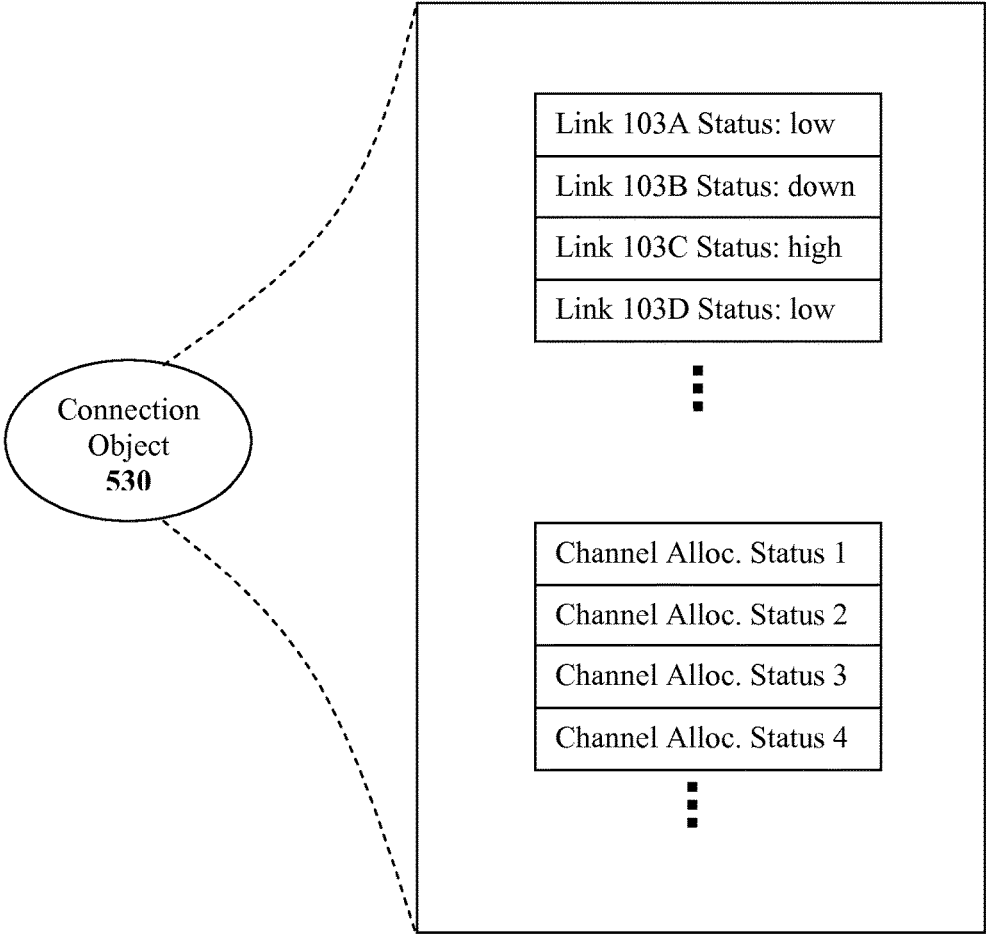 Link 103A Status: low
Link 103B Status: down
Link 103C Status: high
Link 103D Status: low
Connection
Object
530
Channel Alloc. Status 1
Channel Alloc. Status 2
Channel Alloc. Status 3
Channel Alloc. Status 4